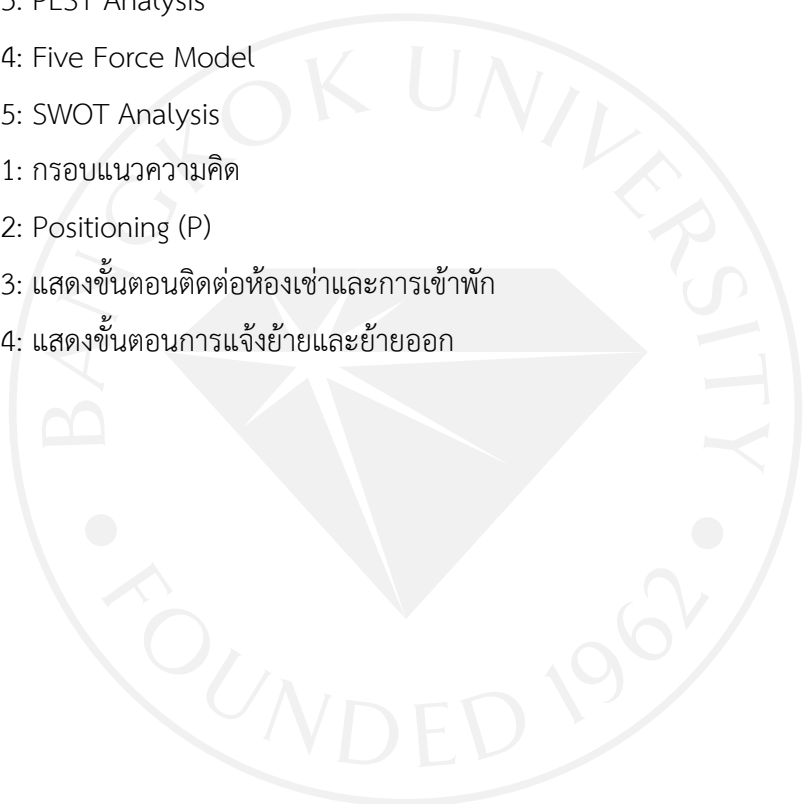 3: PEST Analysis
4: Five Force Model
5: SWOT Analysis
1: กรอบแนวความคิด
2: Positioning (P)
3: แสดงขั้นตอนติดต่อห้องเช่าและการเข้าพัก
4: แสดงขั้นตอนการแจ้งย้ายและย้ายออก
BANGKOK UNIVERSITY
FOUNDED 1962